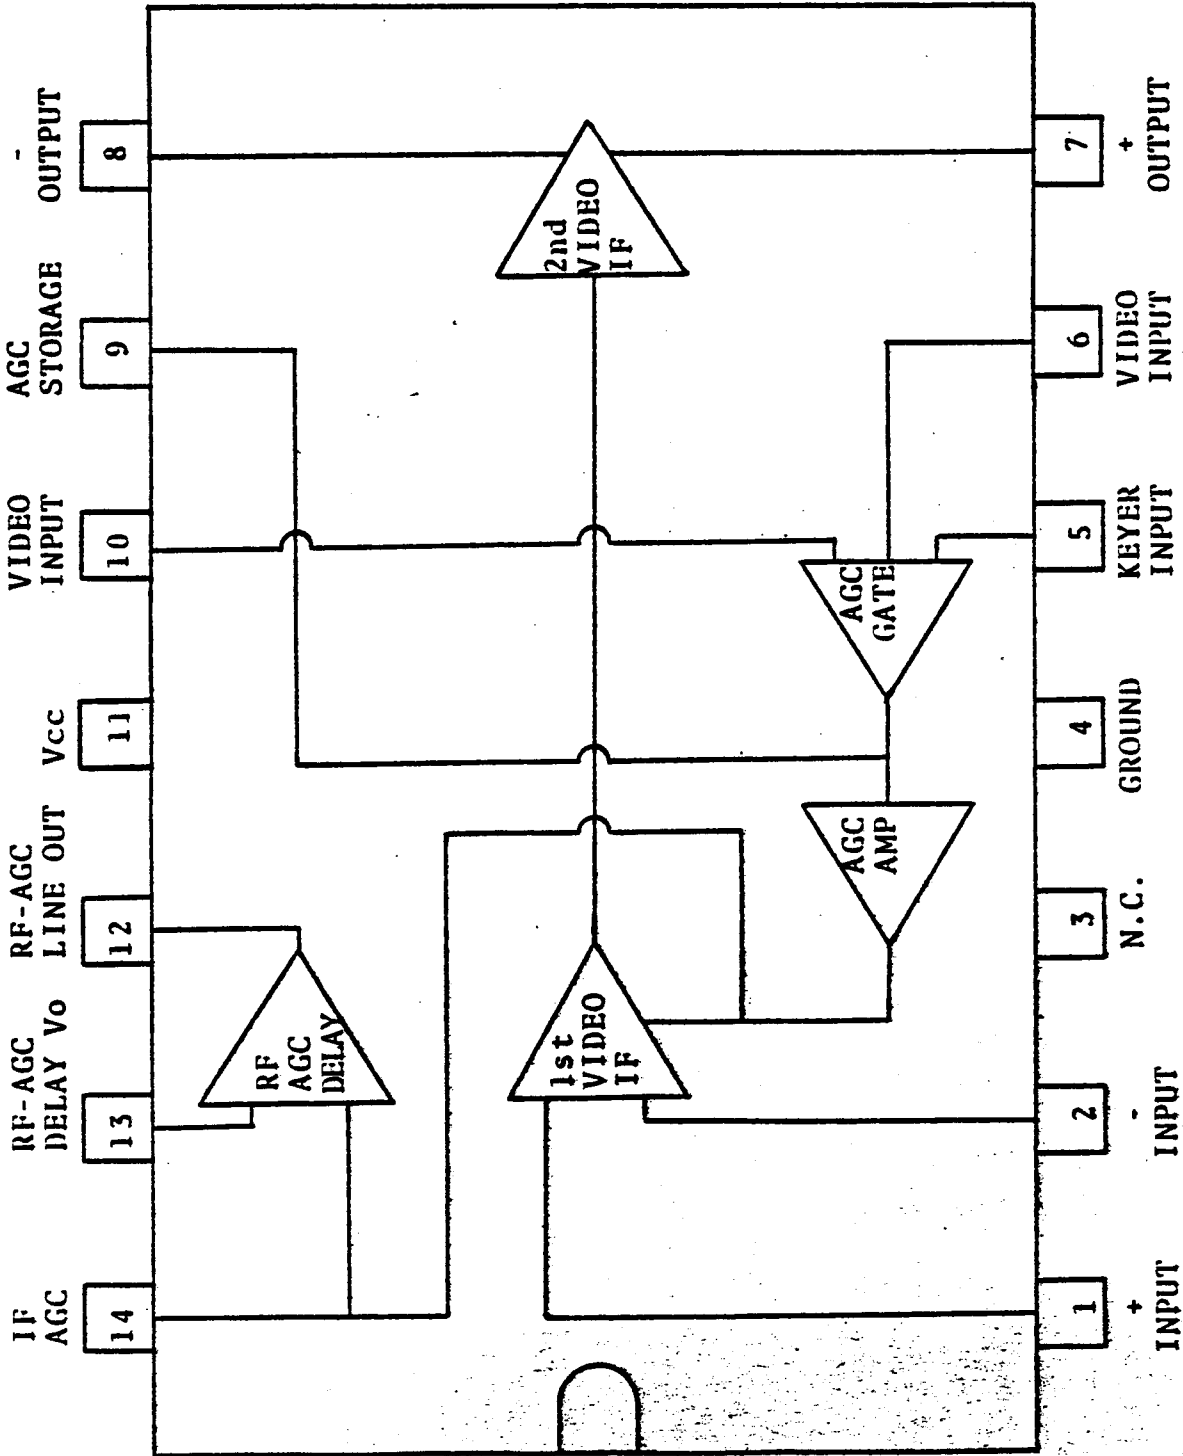 IF
AGC
14
RF-AGC
DELAY Vo
13
RF-AGC
LINE OUT
12
Vcc
11
VIDEO
INPUT
10
AGC
STORAGE
9
-
OUTPUT
8
RF
AGC
DELAY
1st
VIDEO
IF
2nd
VIDEO
IF
AGC
AMP
AGC
GATE
1
+
INPUT
2
-
INPUT
3
N.C.
4
GROUND
5
KEYER
INPUT
6
VIDEO
INPUT
7
+
OUTPUT